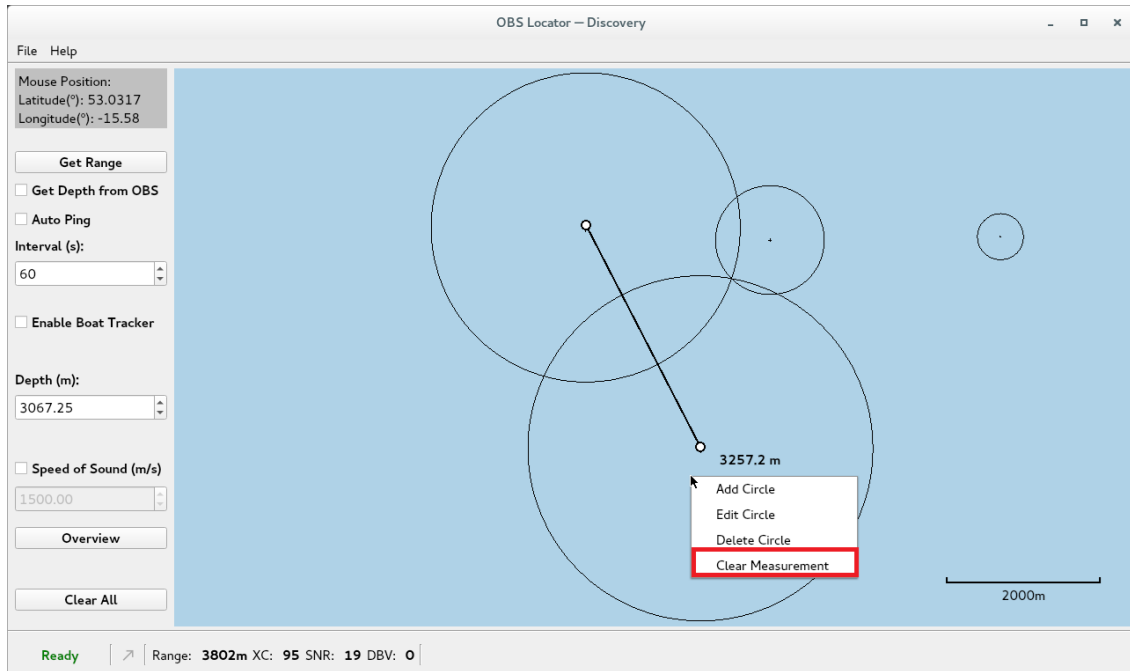 OBS Locator — Discovery
File Help
Mouse Position:
Latitude(°): 53.0317
Longitude(°): -15.58
Get Range
Get Depth from OBS
Auto Ping
Interval (s):
60
Enable Boat Tracker
Depth (m):
3067.25
Speed of Sound (m/s)
1500.00
Overview
Clear All
3257.2 m
Add Circle
Edit Circle
Delete Circle
Clear Measurement
2000m
Ready Range: 3802m XC: 95 SNR: 19 DBV: 0